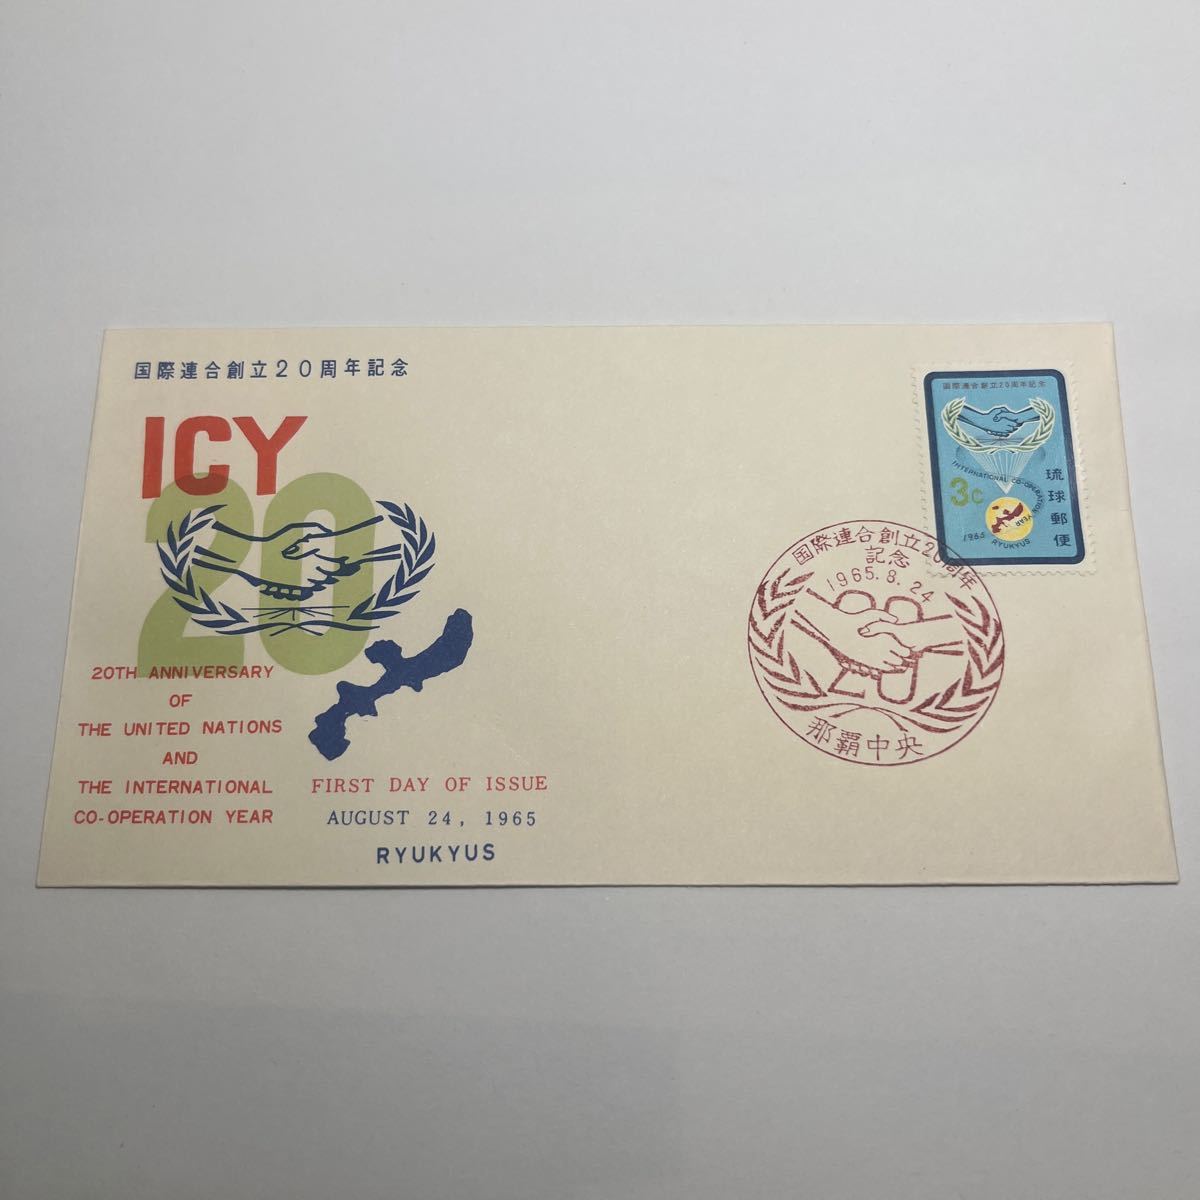 国際連合創立20周年記念
ICY
20
20TH ANNIVERSARY
OF
THE UNITED NATIONS
AND
THE INTERNATIONAL
CO-OPERATION YEAR
FIRST DAY OF ISSUE
AUGUST 24, 1965
RYUKYUS
国際連合創立20周年記念
INTERNATIONAL CO-OPERATION YEAR
3¢
琉球郵便
1965
RYUKYUS
国際連合創立20周年
記念
1965.8.24
20
那覇中央